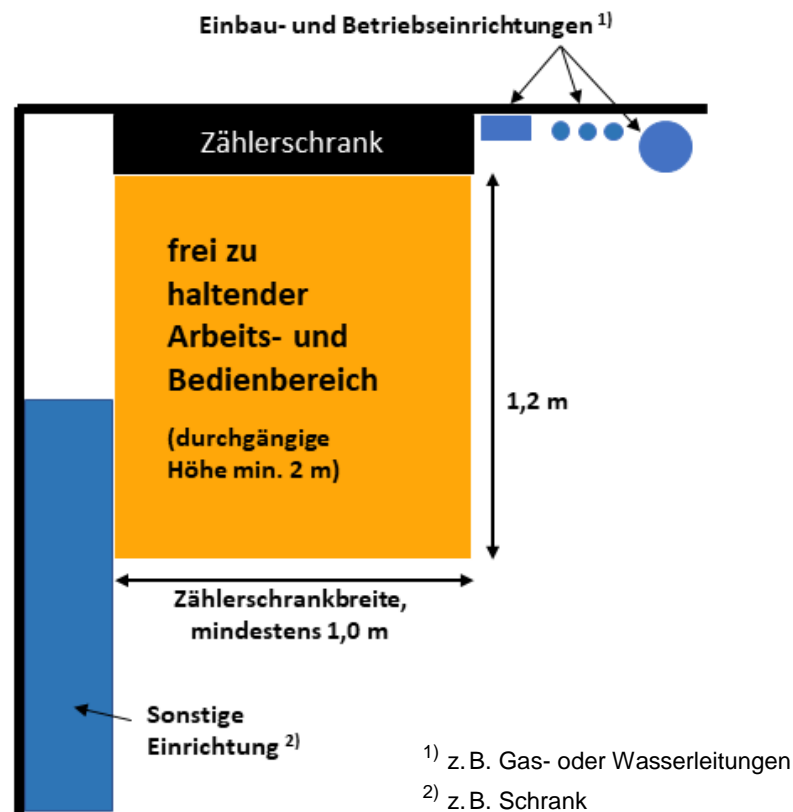 Einbau- und Betriebseinrichtungen 1)
Zählerschrank
frei zu
haltender
Arbeits- und
Bedienbereich
(durchgängige
Höhe min. 2 m)
1,2 m
Zählerschrankbreite,
mindestens 1,0 m
Sonstige
Einrichtung 2)
1) z.B. Gas- oder Wasserleitungen
2) z.B. Schrank